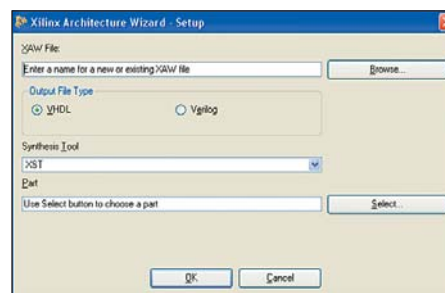 Xilinx Architecture Wizard - Setup
XAW File:
Enter a name for a new or existing XAW file
Browse...
Output File Type
VHDL
Verilog
Synthesis Tool
XST
Part
Use Select button to choose a part
Select...
OK
Cancel